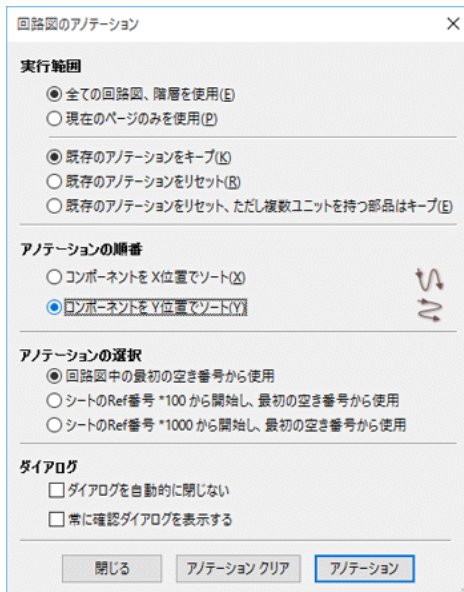 回路図のアノテーション
実行範囲
全ての回路図、階層を使用(E)
現在のページのみを使用(P)
既存のアノテーションをキープ(K)
既存のアノテーションをリセット(R)
既存のアノテーションをリセット、ただし複数ユニットを持つ部品はキープ(E)
アノテーションの順番
コンポーネントを X位置でソート(X)
コンポーネントを Y位置でソート(Y)
アノテーションの選択
回路図中の最初の空き番号から使用
シートのRef番号 *100 から開始し、最初の空き番号から使用
シートのRef番号 *1000 から開始し、最初の空き番号から使用
ダイアログ
ダイアログを自動的に閉じない
常に確認ダイアログを表示する
閉じる
アノテーション クリア
アノテーション